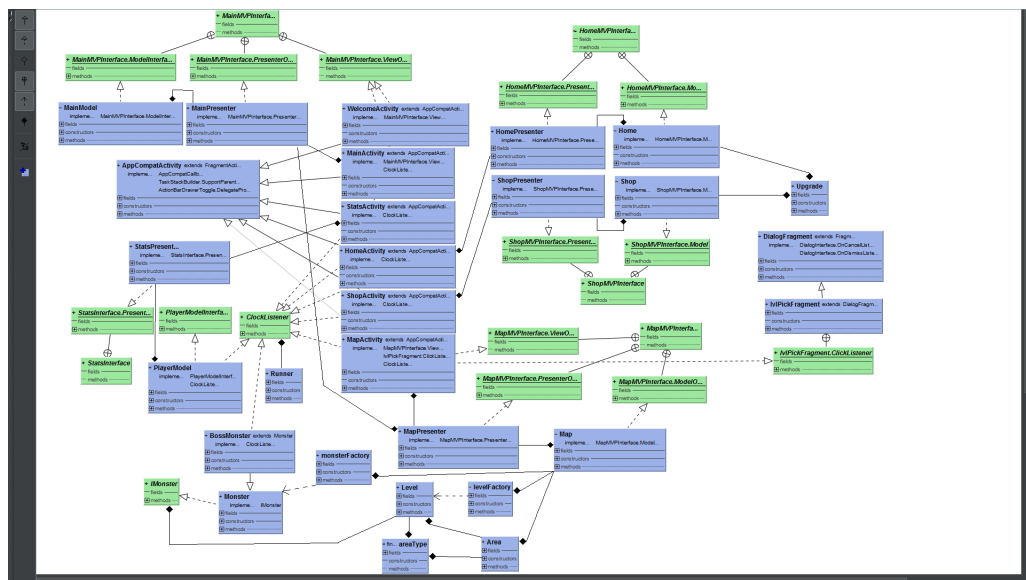 MainMVPInterfa...
fields
methods
HomeMVPInterfa...
fields
methods
MainMVPInterface.ModelInterfa...
fields
methods
MainMVPInterface.PresenterO...
fields
methods
MainMVPInterface.ViewO...
fields
methods
HomeMVPInterface.Present...
fields
methods
HomeMVPInterface.Mo...
fields
methods
MainModel
impleme... MainMVPInterface.ModelInter...
fields
constructors
methods
MainPresenter
impleme... MainMVPInterface.Presenter...
fields
constructors
methods
WelcomeActivity extends AppCompatActi...
impleme... MainMVPInterface.View...
fields
constructors
methods
HomePresenter
impleme... HomeMVPInterface.Prese...
fields
constructors
methods
Home
impleme... HomeMVPInterface.M...
fields
constructors
methods
MainActivity extends AppCompatActi...
impleme... MainMVPInterface.View...
ClockListe...
fields
constructors
methods
AppCompatActivity extends FragmentActi...
impleme... AppCompatCallb...
TaskStackBuilder.SupportParent...
ActionBarDrawerToggle.DelegatePro...
fields
constructors
methods
ShopPresenter
impleme... ShopMVPInterface.Prese...
fields
constructors
methods
Shop
impleme... ShopMVPInterface.M...
fields
constructors
methods
Upgrade
fields
constructors
methods
StatsActivity extends AppCompatActi...
impleme... ClockListe...
fields
constructors
methods
StatsPresent...
impleme... StatsInterface.Presen...
fields
constructors
methods
HomeActivity extends AppCompatActi...
impleme... ClockListe...
fields
constructors
methods
ShopMVPInterface.Present...
fields
methods
ShopMVPInterface.Model
fields
methods
DialogFragment extends Fragm...
impleme... DialogInterface.OnCancelList...
DialogInterface.OnDismissListe...
fields
constructors
methods
ShopMVPInterface
fields
methods
ShopActivity extends AppCompatActi...
impleme... ClockListe...
fields
constructors
methods
lvlPickFragment extends DialogFragm...
fields
constructors
methods
StatsInterface.Present...
fields
methods
PlayerModelInterfa...
fields
methods
ClockListener
fields
methods
MapActivity extends AppCompatActi...
impleme... MapMVPInterface.View...
lvlPickFragment.ClickListe...
ClockListe...
fields
constructors
methods
MapMVPInterface.ViewO...
fields
methods
MapMVPInterfa...
fields
methods
lvlPickFragment.ClickListener
fields
methods
StatsInterface
fields
methods
PlayerModel
impleme... PlayerModelInterf...
ClockListe...
fields
constructors
methods
Runner
fields
constructors
methods
MapMVPInterface.PresenterO...
fields
methods
MapMVPInterface.ModelO...
fields
methods
BossMonster extends Monster
impleme... ClockListe...
fields
constructors
methods
MapPresenter
impleme... MapMVPInterface.Presenter...
fields
constructors
methods
Map
impleme... MapMVPInterface.Model...
fields
constructors
methods
monsterFactory
fields
constructors
methods
IMonster
fields
methods
Monster
impleme... IMonster
fields
constructors
methods
Level
fields
constructors
methods
levelFactory
fields
constructors
methods
fin... areaType
fields
constructors
methods
Area
fields
constructors
methods